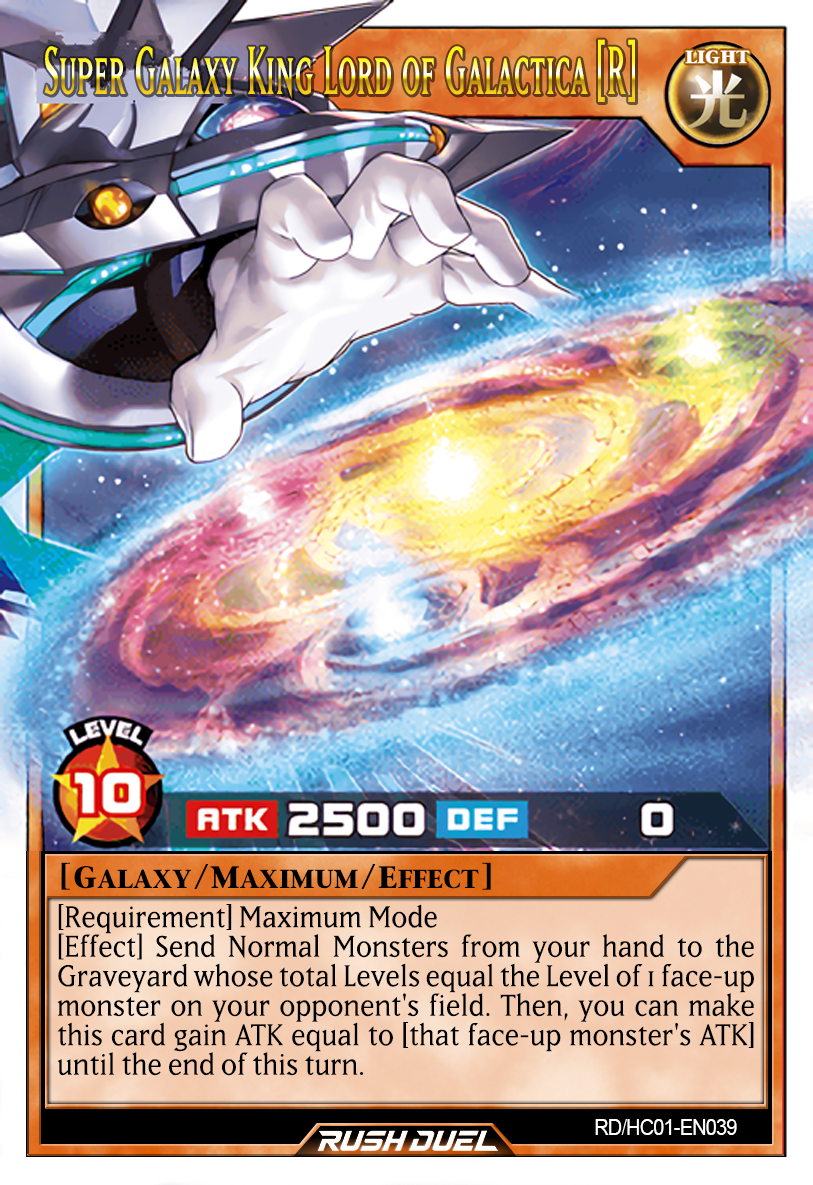 Super Galaxy King Lord of Galactica [R]
LIGHT
光
LEVEL
10
ATK 2500 DEF 0
[Galaxy/Maximum/Effect]
[Requirement] Maximum Mode
[Effect] Send Normal Monsters from your hand to the
Graveyard whose total Levels equal the Level of 1 face-up
monster on your opponent's field. Then, you can make
this card gain ATK equal to [that face-up monster's ATK]
until the end of this turn.
RD/HC01-EN039
RUSH DUEL